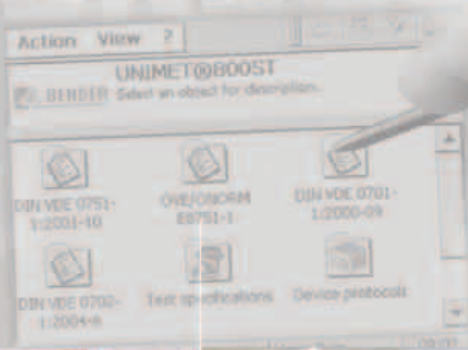 Action View ?
UNIMET@800ST
BENDER Select an object for description.
DIN VDE 0751-
1:2001-10
OVE/ONORM
E8751-1
DIN VDE 0701-
1:2000-09
DIN VDE 0702-
1:2004-6
Test specifications
Device protocols